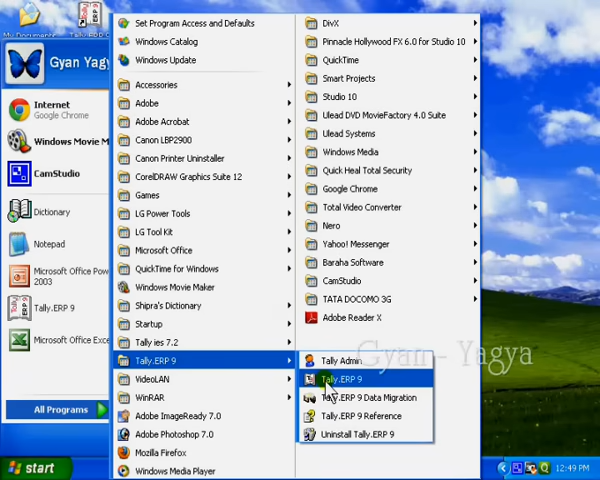 My Documents
Tally.ERP 9
Gyan Yagy
Internet
Google Chrome
Windows Movie M
CamStudio
Dictionary
Notepad
Microsoft Office Pow
2003
Tally.ERP 9
Microsoft Office Exce
All Programs
start
Set Program Access and Defaults
Windows Catalog
Windows Update
Accessories
Adobe
Adobe Acrobat
Canon LBP2900
Canon Printer Uninstaller
CorelDRAW Graphics Suite 12
Games
LG Power Tools
LG Tool Kit
Microsoft Office
QuickTime for Windows
Windows Movie Maker
Shipra's Dictionary
Startup
Tally ies 7.2
Tally.ERP 9
VideoLAN
WinRAR
Adobe ImageReady 7.0
Adobe Photoshop 7.0
Mozilla Firefox
Windows Media Player
DivX
Pinnacle Hollywood FX 6.0 for Studio 10
QuickTime
Smart Projects
Studio 10
Ulead DVD MovieFactory 4.0 Suite
Ulead Systems
Windows Media
Quick Heal Total Security
Google Chrome
Total Video Converter
Nero
Yahoo! Messenger
Baraha Software
CamStudio
TATA DOCOMO 3G
Adobe Reader X
Gyan - Yagya
Tally Admin
Tally.ERP 9
Tally.ERP 9 Data Migration
Tally.ERP 9 Reference
Uninstall Tally.ERP 9
12:49 PM